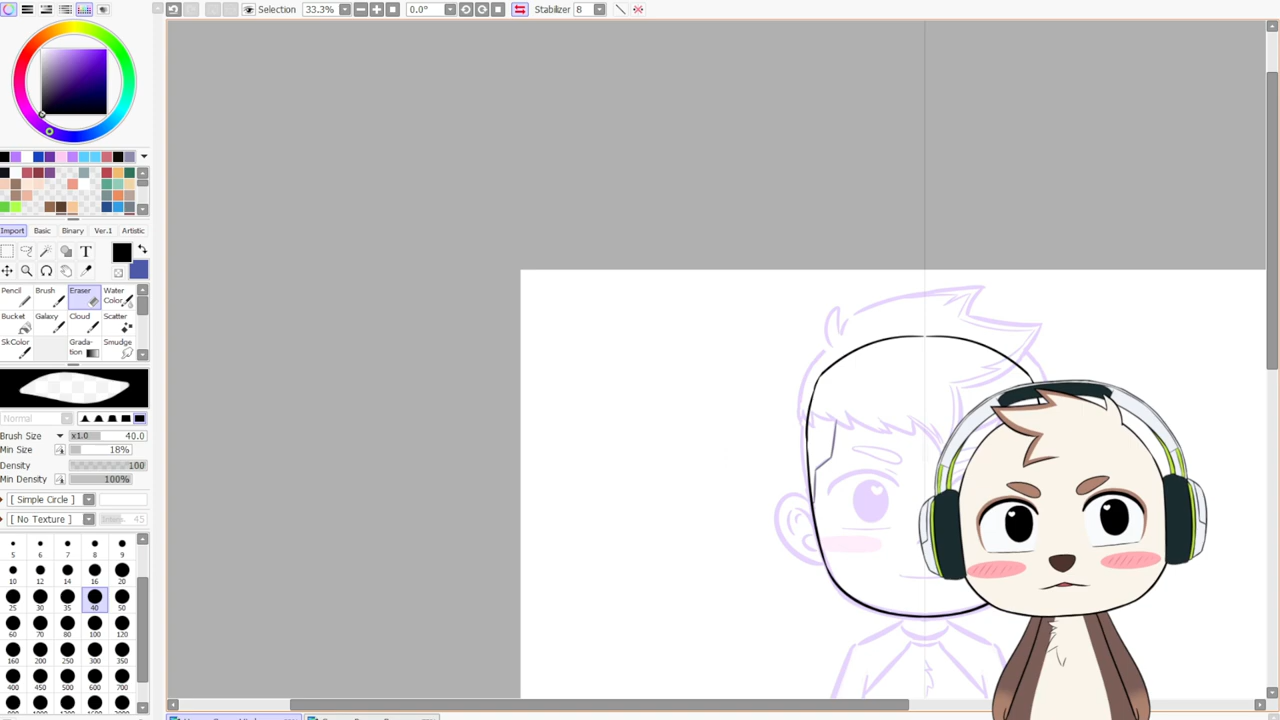 Selection 33.3% 0.0° Stabilizer 8
Import Basic Binary Ver.1 Artistic
T
Pencil Brush Eraser Water Color
Bucket Galaxy Cloud Scatter
SkColor Grada-tion Smudge
Normal
Brush Size x1.0 40.0
Min Size 18%
Density 100
Min Density 100%
[ Simple Circle ]
[ No Texture ] 45
5 6 7 8 9
10 12 14 16 20
25 30 35 40 50
60 70 80 100 120
160 200 250 300 350
400 450 500 600 700